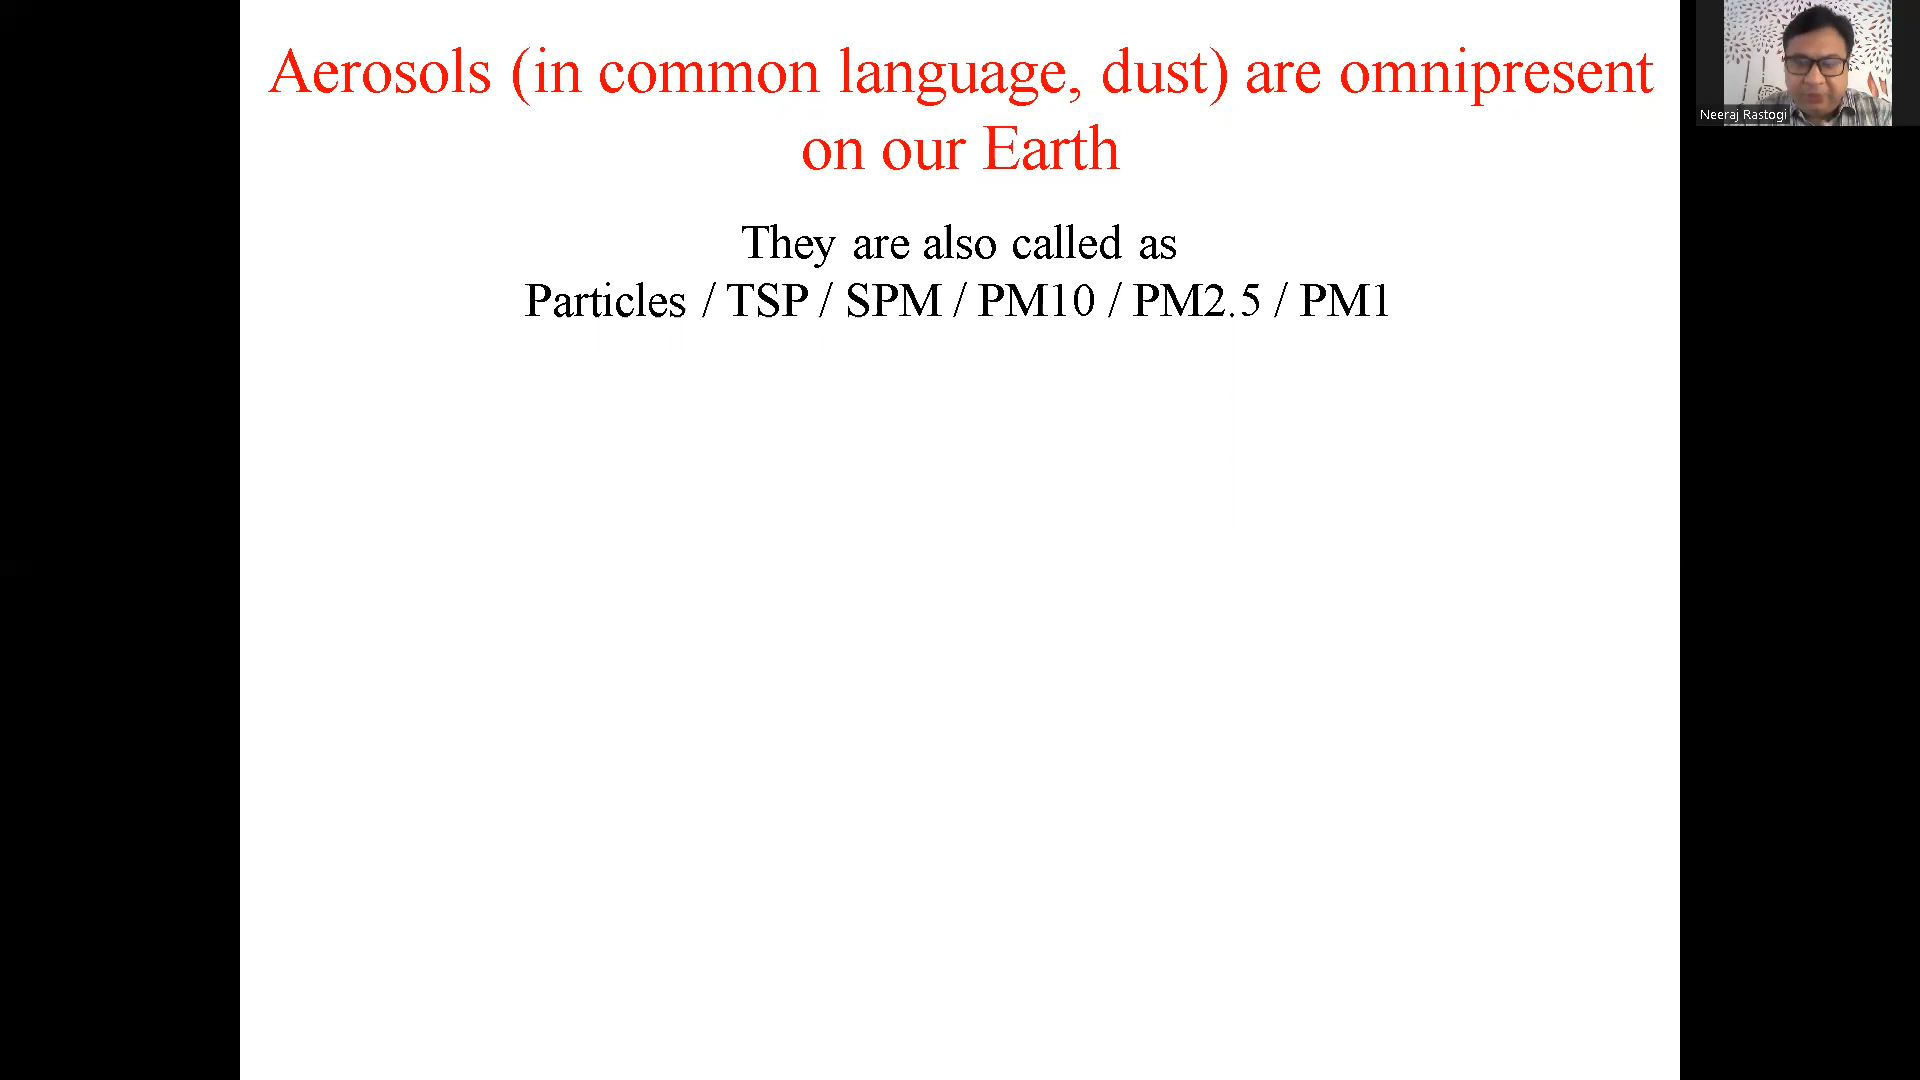 Aerosols (in common language, dust) are omnipresent
on our Earth
They are also called as
Particles / TSP / SPM / PM10 / PM2.5 / PM1
Neeraj Rastogi